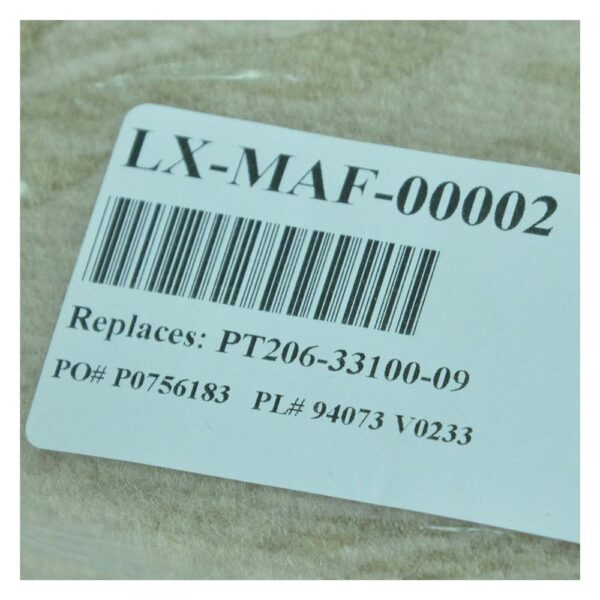 LX-MAF-00002
Replaces: PT206-33100-09
PO# P0756183 PL# 94073 V0233